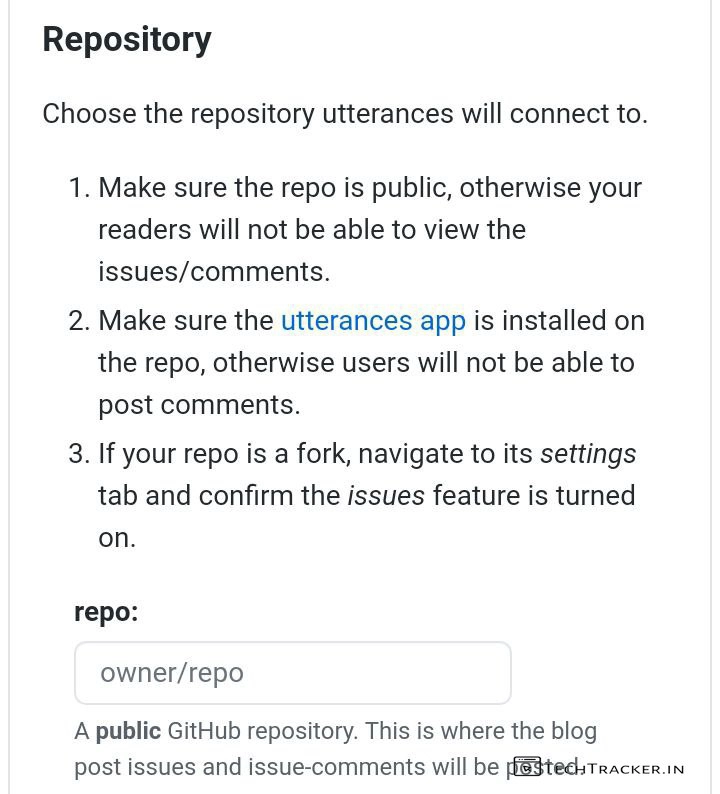 Repository
Choose the repository utterances will connect to.
1. Make sure the repo is public, otherwise your
readers will not be able to view the
issues/comments.
2. Make sure the utterances app is installed on
the repo, otherwise users will not be able to
post comments.
3. If your repo is a fork, navigate to its settings
tab and confirm the issues feature is turned
on.
repo:
owner/repo
A public GitHub repository. This is where the blog
post issues and issue-comments will be posted.
TECHTRACKER.IN